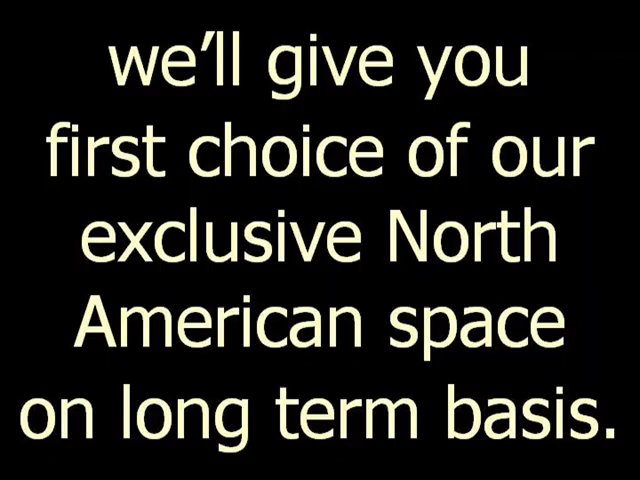 we’ll give you
first choice of our
exclusive North
American space
on long term basis.